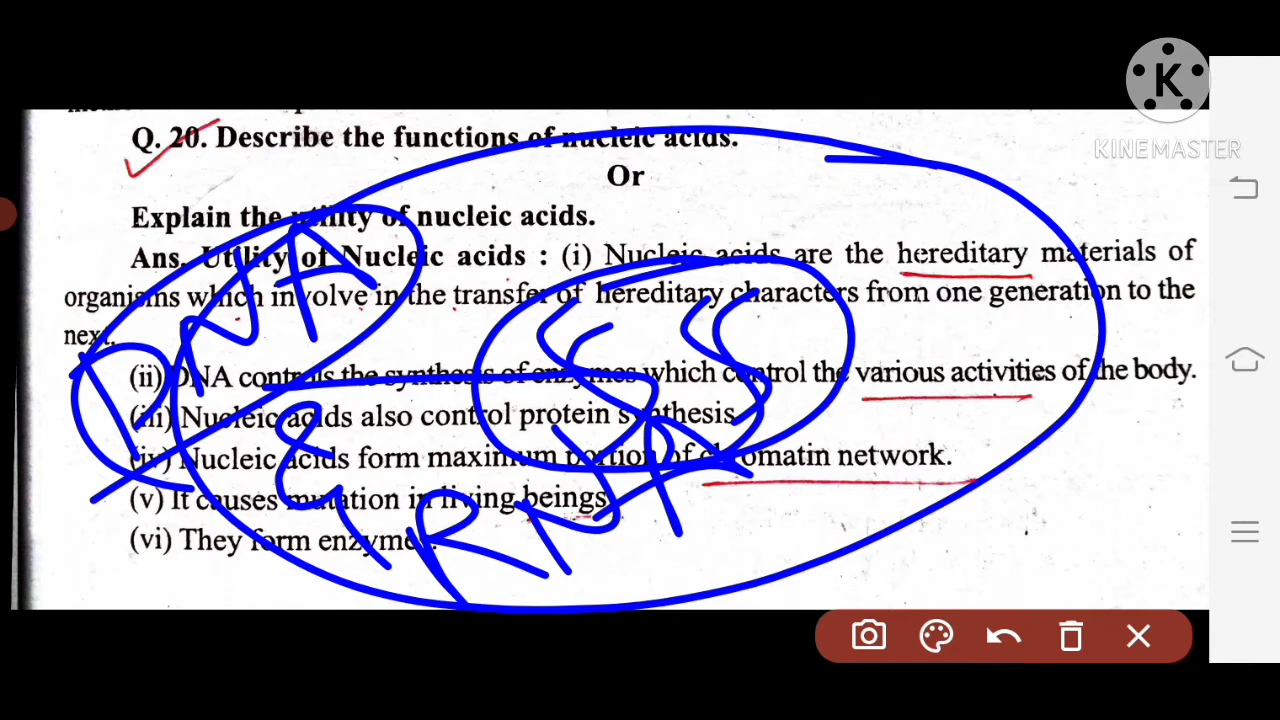 K
KINEMASTER
Q. 20. Describe the functions of nucleic acids.
Or
Explain the utility of nucleic acids.
Ans. Utility of Nucleic acids : (i) Nucleic acids are the hereditary materials of
organisms which involve in the transfer of hereditary characters from one generation to the
next.
(ii) DNA controls the synthesis of enzymes which control the various activities of the body.
(iii) Nucleic acids also control protein synthesis
(iv) Nucleic acids form maximum portion of chromatin network.
(v) It causes mutation in living beings
(vi) They form enzyme
DNA
&
RNA